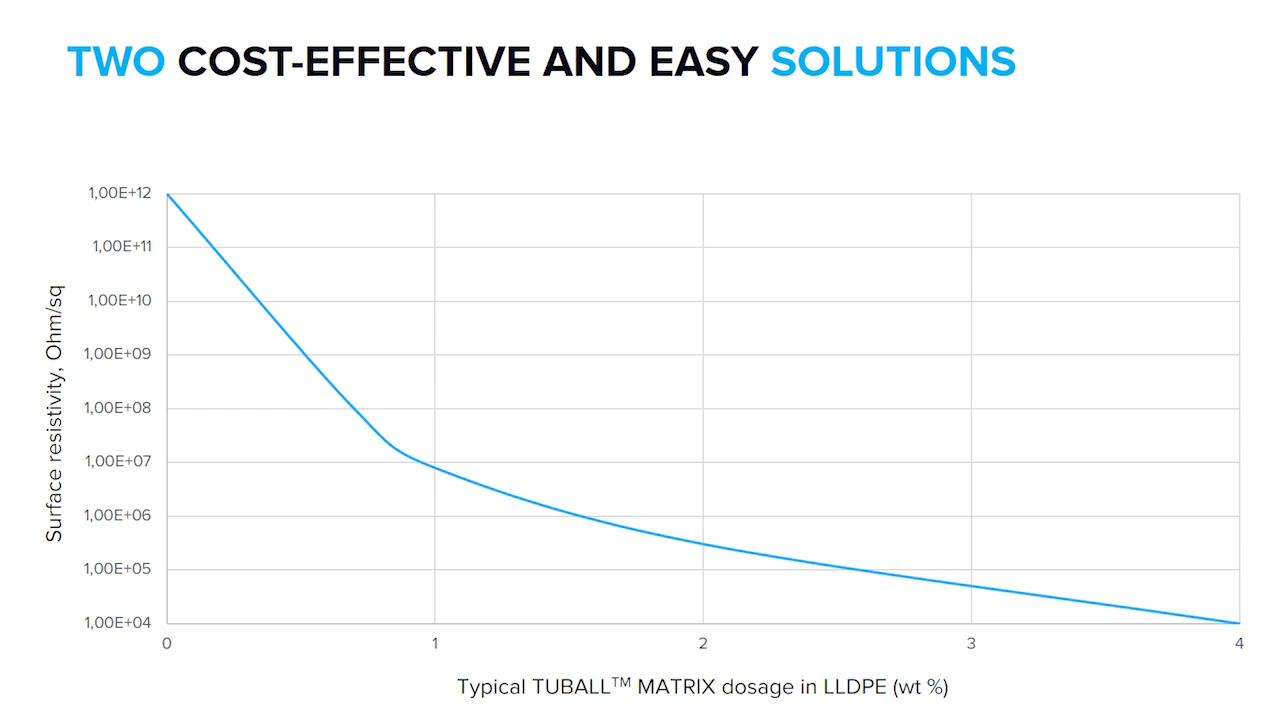 TWO COST-EFFECTIVE AND EASY SOLUTIONS
Surface resistivity, Ohm/sq
1,00E+12
1,00E+11
1,00E+10
1,00E+09
1,00E+08
1,00E+07
1,00E+06
1,00E+05
1,00E+04
0 1 2 3 4
Typical TUBALL™ MATRIX dosage in LLDPE (wt %)